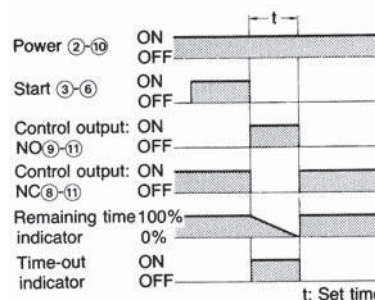 t
Power ②-⑩ ON
OFF
Start ③-⑥ ON
OFF
Control output: ON
NO⑨-⑪ OFF
Control output: ON
NC⑧-⑪ OFF
Remaining time 100%
indicator 0%
Time-out ON
indicator OFF
t: Set time